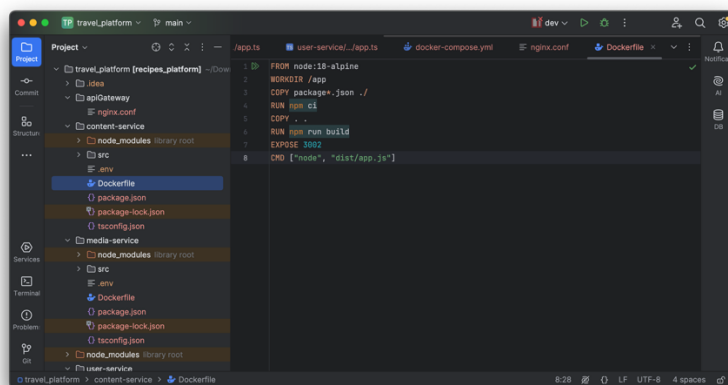 TP travel_platform main dev
Project
/app.ts user-service/.../app.ts docker-compose.yml nginx.conf Dockerfile
Project
Commit
Structur
Services
Terminal
Problem
Git
travel_platform [recipes_platform] ~/Dow
.idea
apiGateway
nginx.conf
content-service
node_modules library root
src
.env
Dockerfile
package.json
package-lock.json
tsconfig.json
media-service
node_modules library root
src
.env
Dockerfile
package.json
package-lock.json
tsconfig.json
node_modules library root
user-service
1 FROM node:18-alpine
2 WORKDIR /app
3 COPY package*.json ./
4 RUN npm ci
5 COPY . .
6 RUN npm run build
7 EXPOSE 3002
8 CMD ["node", "dist/app.js"]
Notifica
AI
DB
travel_platform > content-service > Dockerfile
8:28 {} LF UTF-8 4 spaces